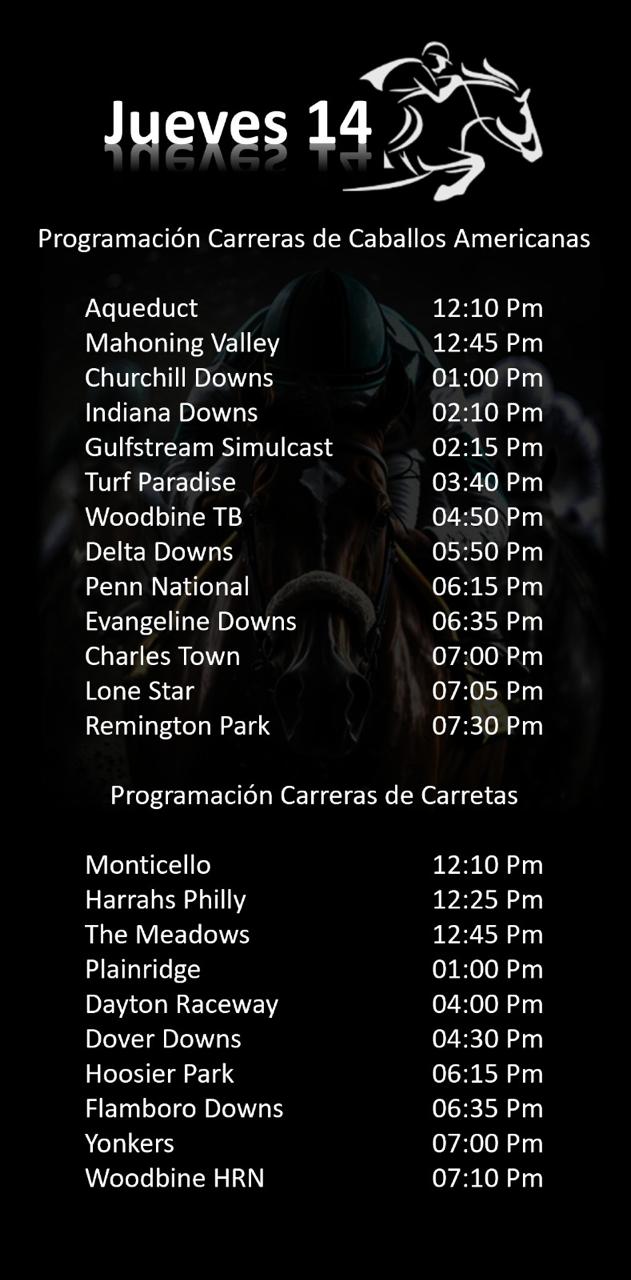 Jueves 14
Programación Carreras de Caballos Americanas
Aqueduct 12:10 Pm
Mahoning Valley 12:45 Pm
Churchill Downs 01:00 Pm
Indiana Downs 02:10 Pm
Gulfstream Simulcast 02:15 Pm
Turf Paradise 03:40 Pm
Woodbine TB 04:50 Pm
Delta Downs 05:50 Pm
Penn National 06:15 Pm
Evangeline Downs 06:35 Pm
Charles Town 07:00 Pm
Lone Star 07:05 Pm
Remington Park 07:30 Pm
Programación Carreras de Carretas
Monticello 12:10 Pm
Harrahs Philly 12:25 Pm
The Meadows 12:45 Pm
Plainridge 01:00 Pm
Dayton Raceway 04:00 Pm
Dover Downs 04:30 Pm
Hoosier Park 06:15 Pm
Flamboro Downs 06:35 Pm
Yonkers 07:00 Pm
Woodbine HRN 07:10 Pm